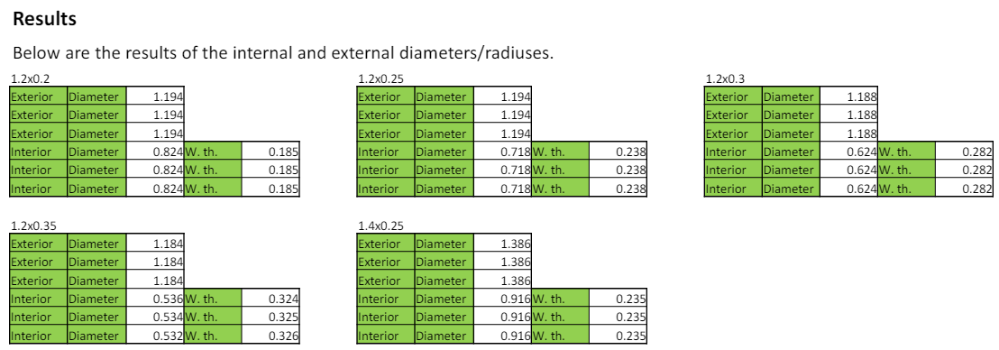 Results
Below are the results of the internal and external diameters/radiuses.
1.2x0.2
Exterior Diameter 1.194
Exterior Diameter 1.194
Exterior Diameter 1.194
Interior Diameter 0.824 W. th. 0.185
Interior Diameter 0.824 W. th. 0.185
Interior Diameter 0.824 W. th. 0.185
1.2x0.25
Exterior Diameter 1.194
Exterior Diameter 1.194
Exterior Diameter 1.194
Interior Diameter 0.718 W. th. 0.238
Interior Diameter 0.718 W. th. 0.238
Interior Diameter 0.718 W. th. 0.238
1.2x0.3
Exterior Diameter 1.188
Exterior Diameter 1.188
Exterior Diameter 1.188
Interior Diameter 0.624 W. th. 0.282
Interior Diameter 0.624 W. th. 0.282
Interior Diameter 0.624 W. th. 0.282
1.2x0.35
Exterior Diameter 1.184
Exterior Diameter 1.184
Exterior Diameter 1.184
Interior Diameter 0.536 W. th. 0.324
Interior Diameter 0.534 W. th. 0.325
Interior Diameter 0.532 W. th. 0.326
1.4x0.25
Exterior Diameter 1.386
Exterior Diameter 1.386
Exterior Diameter 1.386
Interior Diameter 0.916 W. th. 0.235
Interior Diameter 0.916 W. th. 0.235
Interior Diameter 0.916 W. th. 0.235